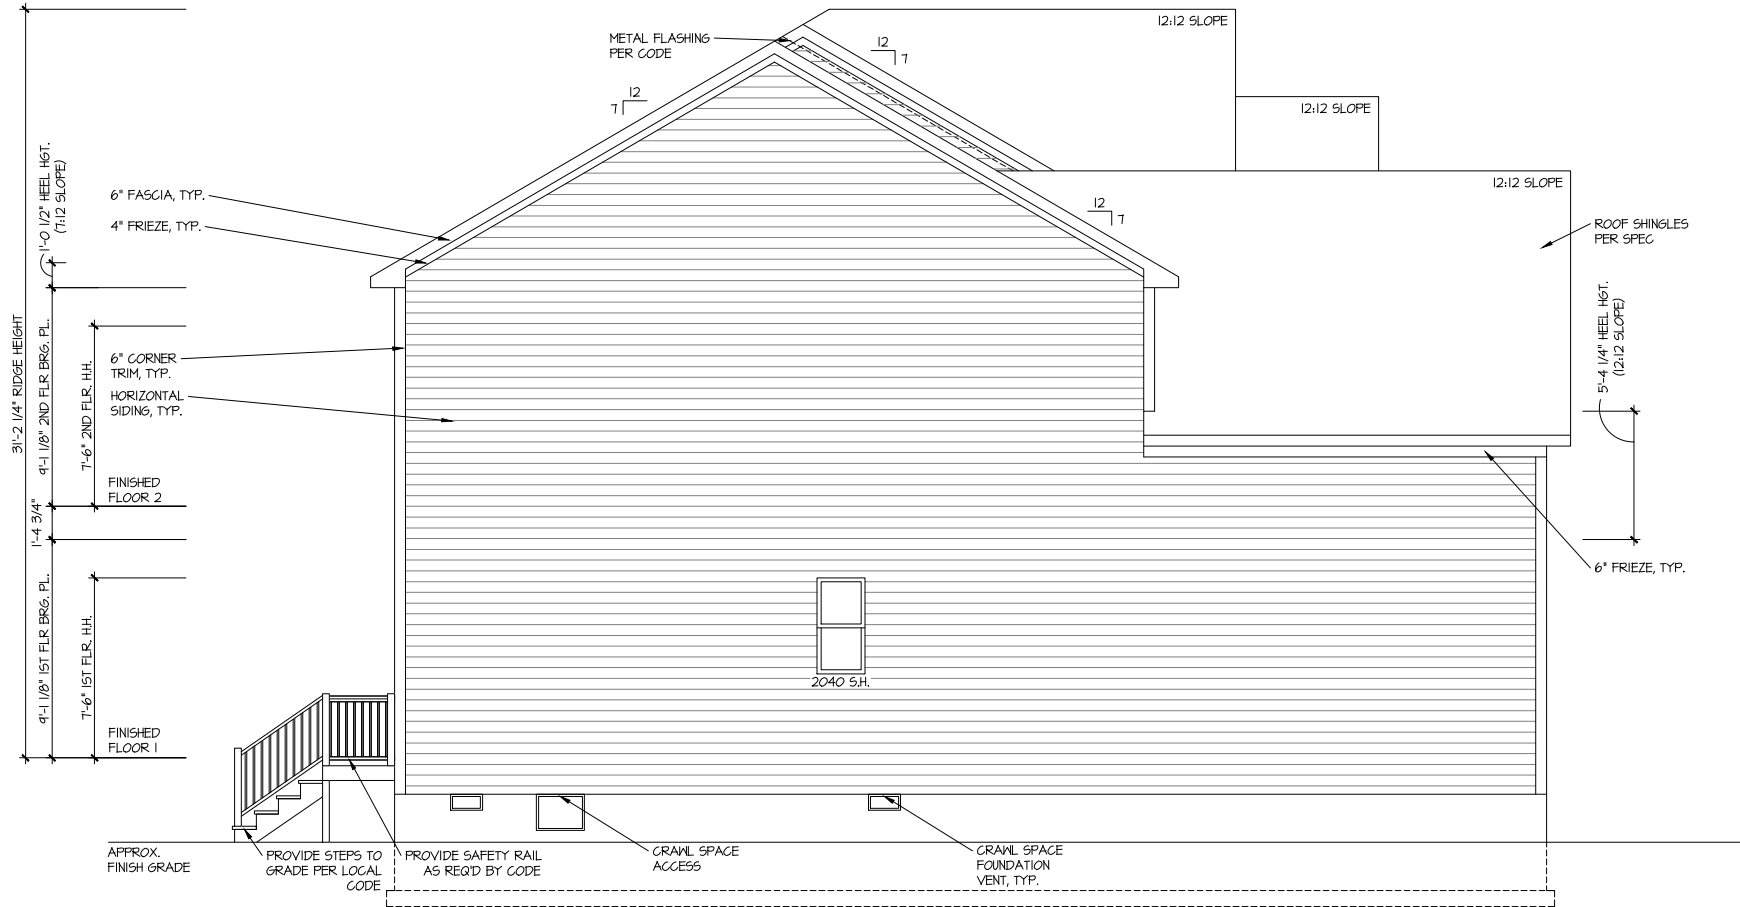 12:12 SLOPE
METAL FLASHING
PER CODE
12
7
12:12 SLOPE
12
7
12:12 SLOPE
6" FASCIA, TYP.
4" FRIEZE, TYP.
12
7
ROOF SHINGLES
PER SPEC
1'-0 1/2" HEEL HGT.
(7:12 SLOPE)
31'-2 1/4" RIDGE HEIGHT
9'-1 1/8" 2ND FLR BRG. PL.
7'-6" 2ND FLR. H.H.
6" CORNER
TRIM, TYP.
HORIZONTAL
SIDING, TYP.
5'-4 1/4" HEEL HGT.
(12:12 SLOPE)
FINISHED
FLOOR 2
1'-4 3/4"
6" FRIEZE, TYP.
9'-1 1/8" 1ST FLR BRG. PL.
7'-6" 1ST FLR. H.H.
2040 S.H.
FINISHED
FLOOR 1
APPROX.
FINISH GRADE
PROVIDE STEPS TO
GRADE PER LOCAL
CODE
PROVIDE SAFETY RAIL
AS REQ'D BY CODE
CRAWL SPACE
ACCESS
CRAWL SPACE
FOUNDATION
VENT, TYP.